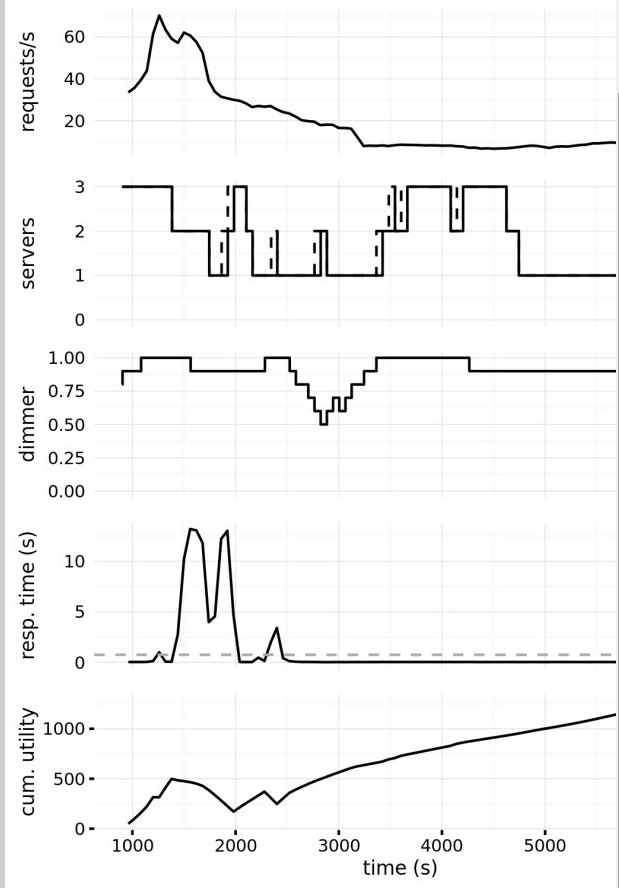 requests/s
60
40
20
servers
3
2
1
0
dimmer
1.00
0.75
0.50
0.25
0.00
resp. time (s)
10
5
0
cum. utility
1000
500
0
1000 2000 3000 4000 5000
time (s)